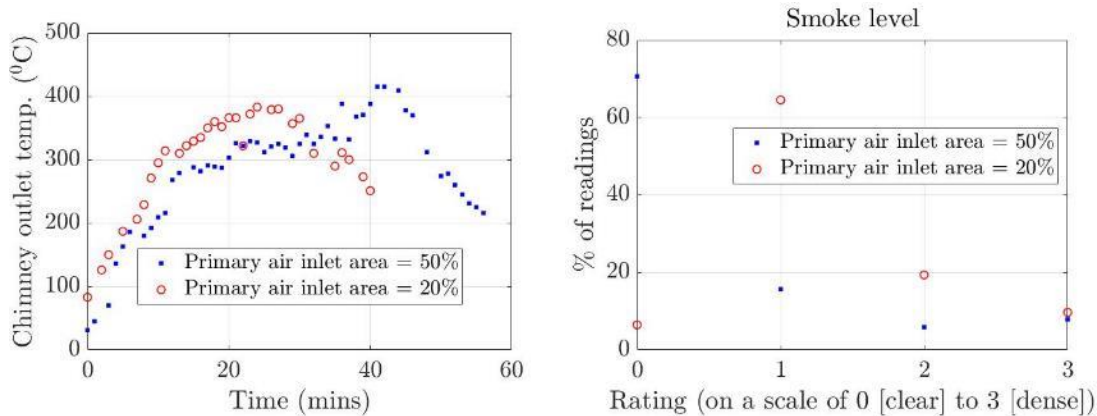 500
400
300
200
100
0
Chimney outlet temp. (⁰C)
Primary air inlet area = 50%
Primary air inlet area = 20%
0
20
40
60
Time (mins)
Smoke level
80
60
40
20
0
% of readings
Primary air inlet area = 50%
Primary air inlet area = 20%
0
1
2
3
Rating (on a scale of 0 [clear] to 3 [dense])